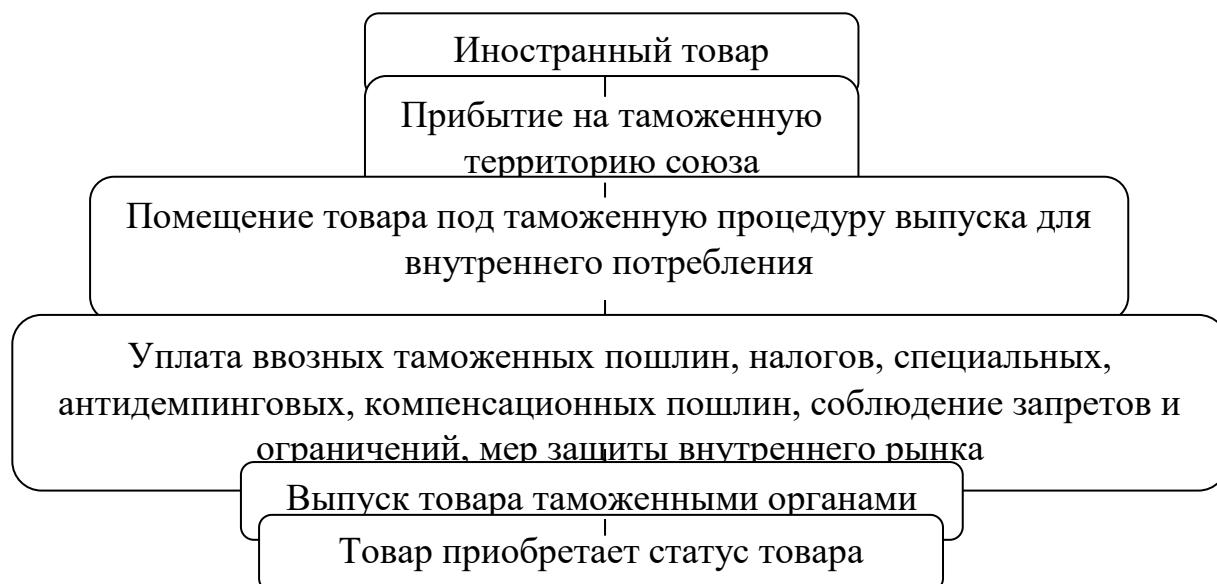 Иностранный товар
Прибытие на таможенную
территорию союза
Помещение товара под таможенную процедуру выпуска для
внутреннего потребления
Уплата ввозных таможенных пошлин, налогов, специальных,
антидемпинговых, компенсационных пошлин, соблюдение запретов и
ограничений, мер защиты внутреннего рынка
Выпуск товара таможенными органами
Товар приобретает статус товара